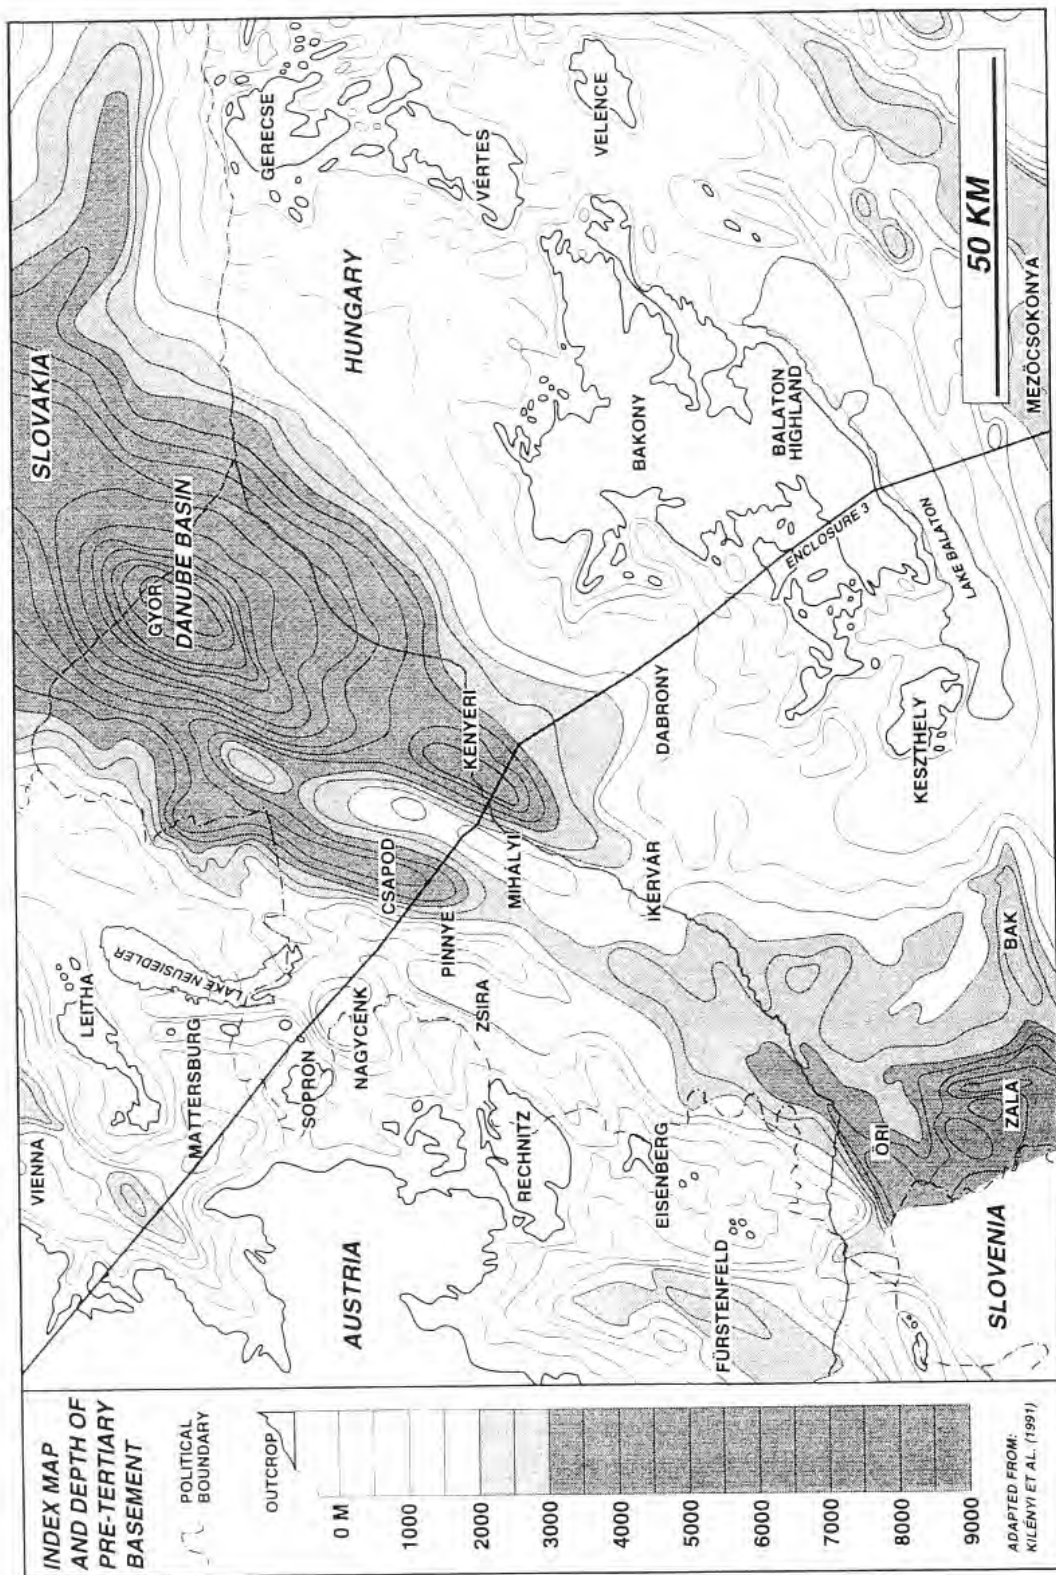 INDEX MAP
AND DEPTH OF
PRE-TERTIARY
BASEMENT
POLITICAL
BOUNDARY
OUTCROP
0 M
1000
2000
3000
4000
5000
6000
7000
8000
9000
ADAPTED FROM:
KILÉNYI ET AL. (1991)
VIENNA
LEITHA
MATTERSBURG
LAKE NEUSIEDLER
SOPRON
NAGYCENK
AUSTRIA
RECHNITZ
ZSIRA
PINNYE
CSAPOD
MIHÁLYI
KENYERI
GYÖR
DANUBE BASIN
SLOVAKIA
HUNGARY
GERECSE
VÉRTES
VELENCE
BAKONY
BALATON
HIGHLAND
ENCLOSURE 3
LAKE BALATON
DABRONY
KESZTHELY
IKERVÁR
EISENBERG
FÜRSTENFELD
ÖRI
ZALA
BAK
SLOVENIA
50 KM
MEZÖCSOKONYA